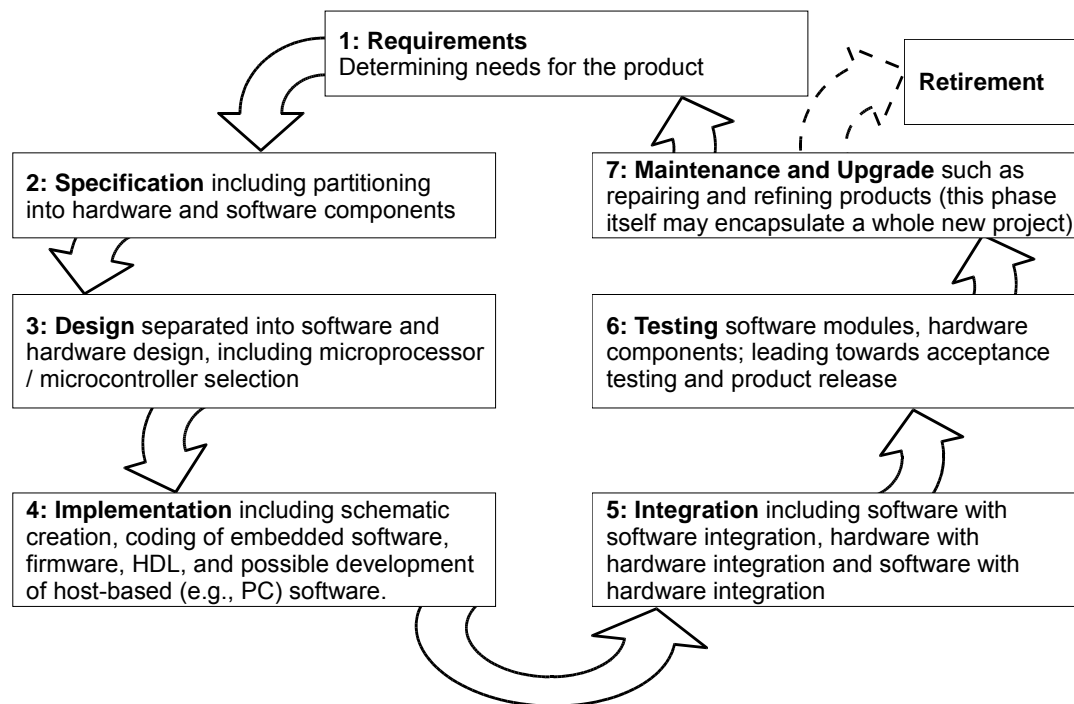 1: Requirements
Determining needs for the product
Retirement
2: Specification including partitioning
into hardware and software components
7: Maintenance and Upgrade such as
repairing and refining products (this phase
itself may encapsulate a whole new project)
3: Design separated into software and
hardware design, including microprocessor
/ microcontroller selection
6: Testing software modules, hardware
components; leading towards acceptance
testing and product release
4: Implementation including schematic
creation, coding of embedded software,
firmware, HDL, and possible development
of host-based (e.g., PC) software.
5: Integration including software with
software integration, hardware with
hardware integration and software with
hardware integration